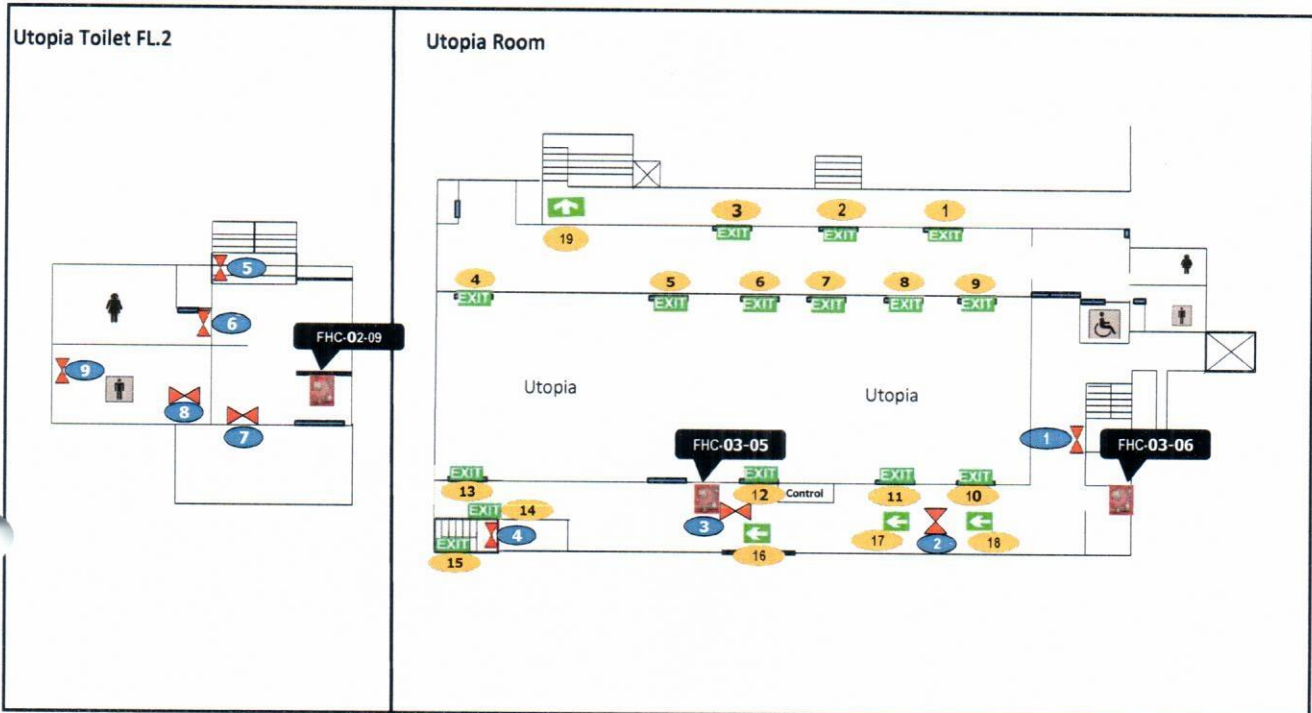 Utopia Toilet FL.2
5
6
FHC-02-09
9
8
7
Utopia Room
3
2
1
EXIT
EXIT
EXIT
19
4
5
6
7
8
9
EXIT
EXIT
EXIT
EXIT
EXIT
EXIT
Utopia
Utopia
1
FHC-03-05
FHC-03-06
EXIT
EXIT
EXIT
EXIT
13
12
Control
11
10
EXIT
14
3
4
EXIT
15
16
17
2
18